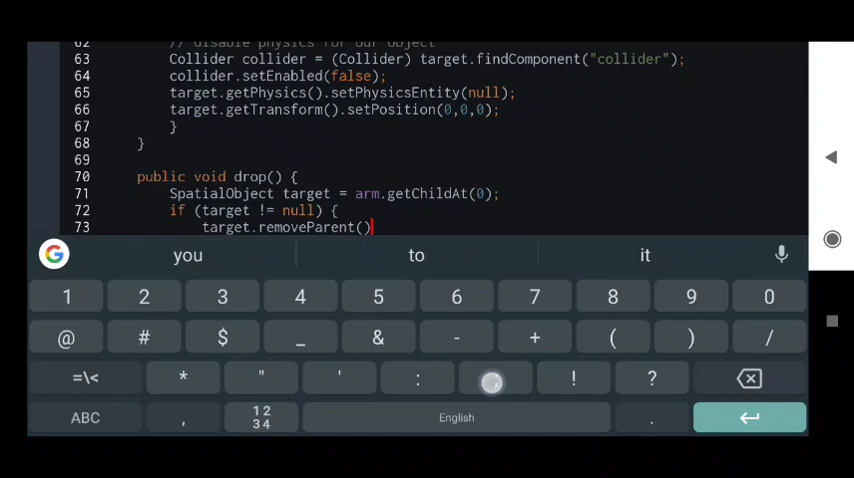 62 // disable physics for our object
63 Collider collider = (Collider) target.findComponent("collider");
64 collider.setEnabled(false);
65 target.getPhysics().setPhysicsEntity(null);
66 target.getTransform().setPosition(0,0,0);
67 }
68 }
69
70 public void drop() {
71 SpatialObject target = arm.getChildAt(0);
72 if (target != null) {
73 target.removeParent()
G you to it
1 2 3 4 5 6 7 8 9 0
@ # $ _ & - + ( ) /
=\< * " ' : ! ?
ABC , 12 English .
34